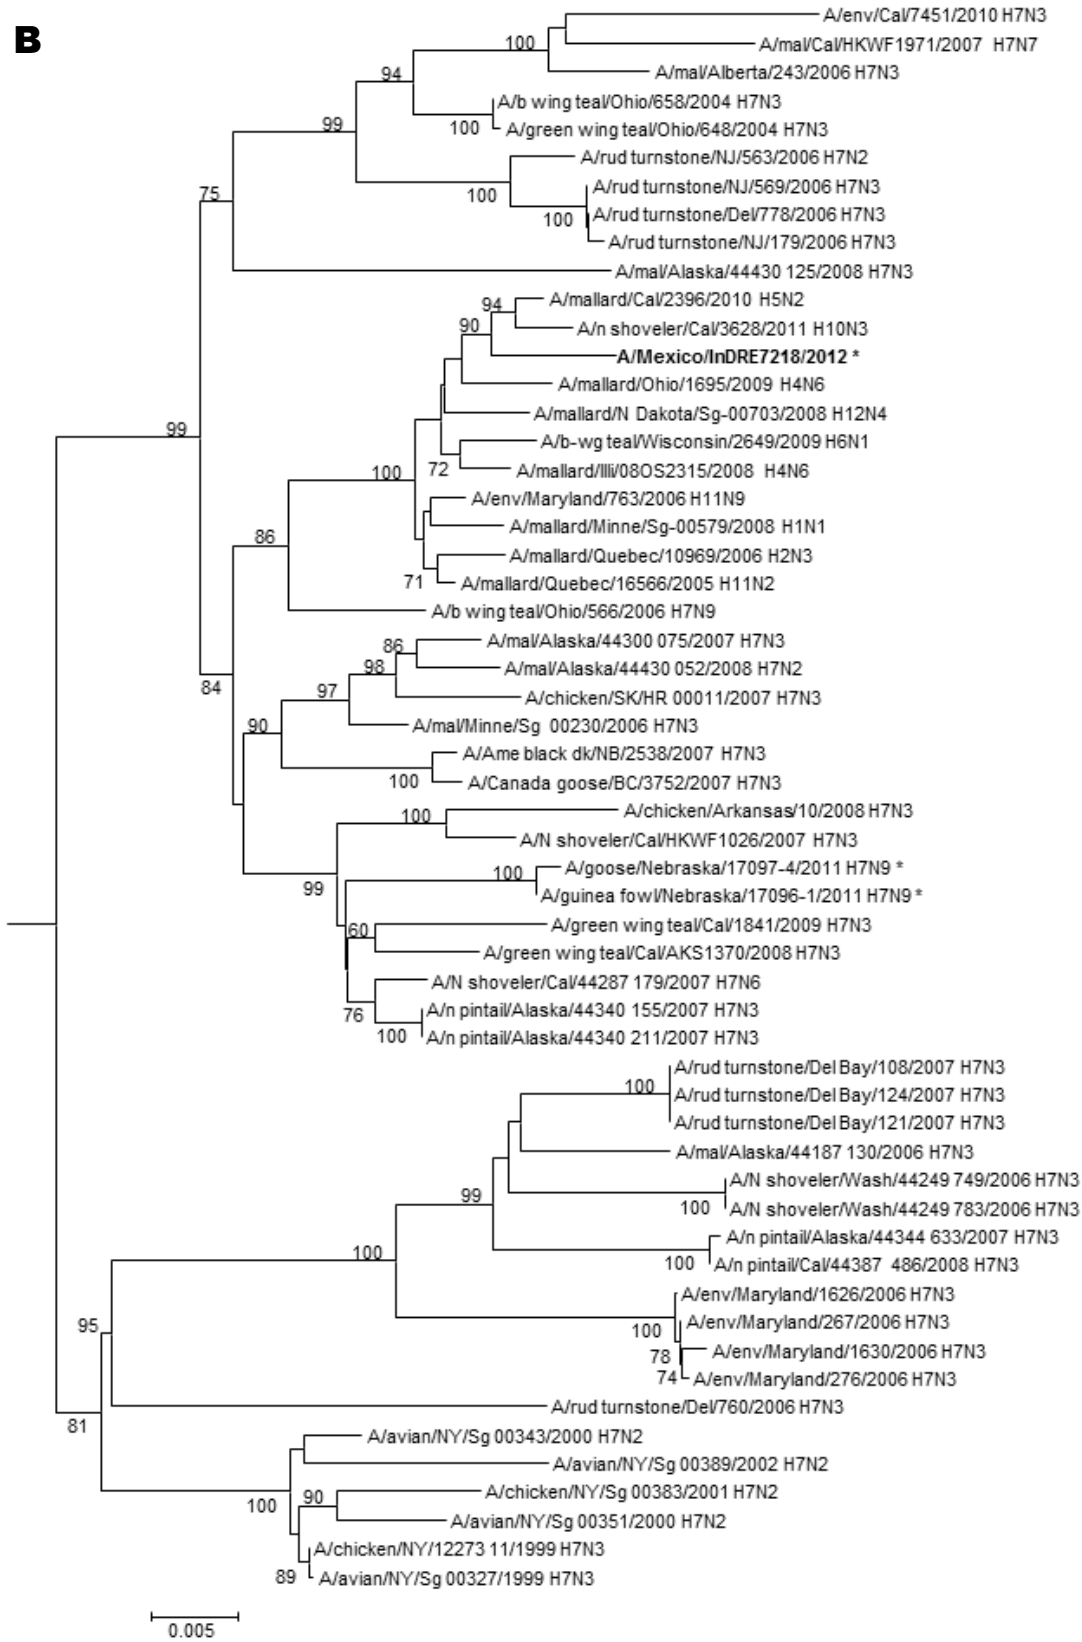 B
A/env/Cal/7451/2010 H7N3
100
A/mal/Cal/HKWF1971/2007 H7N7
A/mal/Alberta/243/2006 H7N3
94
A/b wing teal/Ohio/658/2004 H7N3
99
100
A/green wing teal/Ohio/648/2004 H7N3
A/rud turnstone/NJ/563/2006 H7N2
75
100
A/rud turnstone/NJ/569/2006 H7N3
100
A/rud turnstone/Del/778/2006 H7N3
A/rud turnstone/NJ/179/2006 H7N3
A/mal/Alaska/44430 125/2008 H7N3
94
A/mallard/Cal/2396/2010 H5N2
90
A/n shoveler/Cal/3628/2011 H10N3
A/Mexico/InDRE7218/2012 *
A/mallard/Ohio/1695/2009 H4N6
A/mallard/N Dakota/Sg-00703/2008 H12N4
99
A/b-wg teal/Wisconsin/2649/2009 H6N1
100
72
A/mallard/Illi/08OS2315/2008 H4N6
A/env/Maryland/763/2006 H11N9
86
A/mallard/Minne/Sg-00579/2008 H1N1
A/mallard/Quebec/10969/2006 H2N3
71
A/mallard/Quebec/16566/2005 H11N2
A/b wing teal/Ohio/566/2006 H7N9
86
A/mal/Alaska/44300 075/2007 H7N3
98
A/mal/Alaska/44430 052/2008 H7N2
84
97
A/chicken/SK/HR 00011/2007 H7N3
90
A/mal/Minne/Sg 00230/2006 H7N3
A/Ame black dk/NB/2538/2007 H7N3
100
A/Canada goose/BC/3752/2007 H7N3
100
A/chicken/Arkansas/10/2008 H7N3
A/N shoveler/Cal/HKWF1026/2007 H7N3
99
100
A/goose/Nebraska/17097-4/2011 H7N9 *
A/guinea fowl/Nebraska/17096-1/2011 H7N9 *
60
A/green wing teal/Cal/1841/2009 H7N3
A/green wing teal/Cal/AKS1370/2008 H7N3
A/N shoveler/Cal/44287 179/2007 H7N6
76
A/n pintail/Alaska/44340 155/2007 H7N3
100
A/n pintail/Alaska/44340 211/2007 H7N3
A/rud turnstone/Del Bay/108/2007 H7N3
100
A/rud turnstone/Del Bay/124/2007 H7N3
A/rud turnstone/Del Bay/121/2007 H7N3
A/mal/Alaska/44187 130/2006 H7N3
99
A/N shoveler/Wash/44249 749/2006 H7N3
100
A/N shoveler/Wash/44249 783/2006 H7N3
100
A/n pintail/Alaska/44344 633/2007 H7N3
100
A/n pintail/Cal/44387 486/2008 H7N3
A/env/Maryland/1626/2006 H7N3
95
100
A/env/Maryland/267/2006 H7N3
78
A/env/Maryland/1630/2006 H7N3
74
A/env/Maryland/276/2006 H7N3
81
A/rud turnstone/Del/760/2006 H7N3
A/avian/NY/Sg 00343/2000 H7N2
A/avian/NY/Sg 00389/2002 H7N2
100
90
A/chicken/NY/Sg 00383/2001 H7N2
A/avian/NY/Sg 00351/2000 H7N2
A/chicken/NY/12273 11/1999 H7N3
89
A/avian/NY/Sg 00327/1999 H7N3
0.005